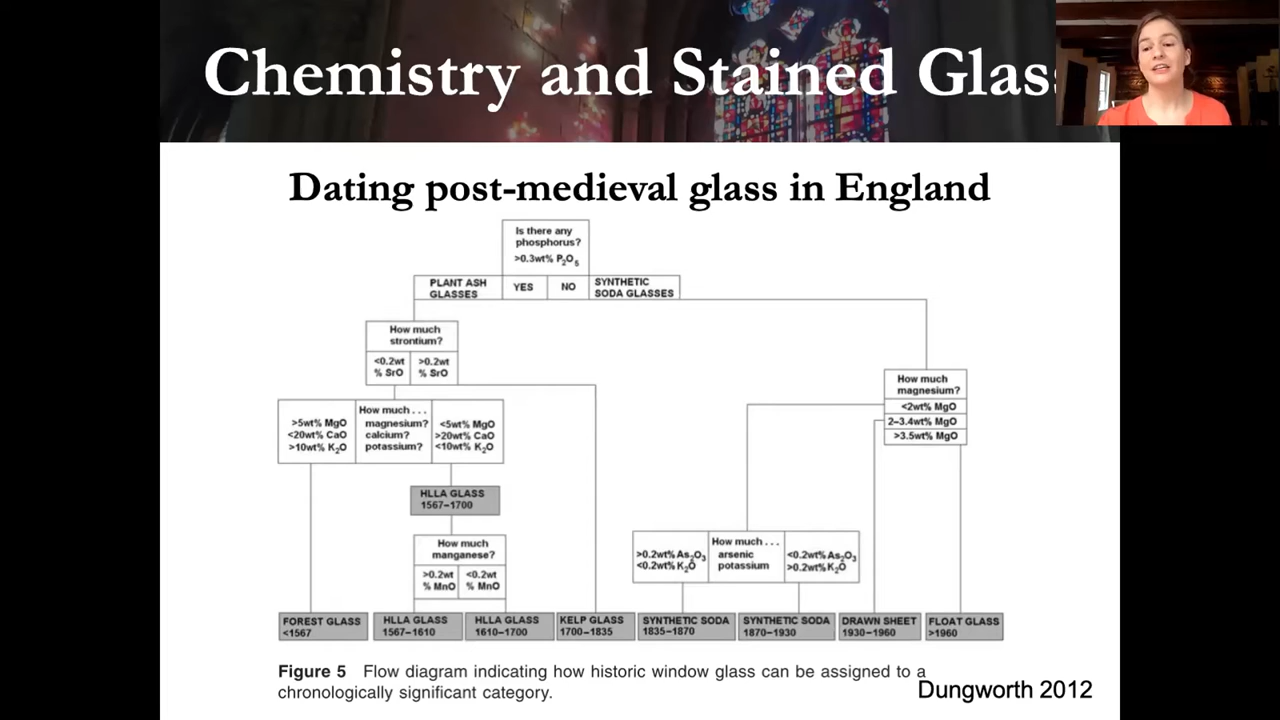 Chemistry and Stained Glas
Dating post-medieval glass in England
Is there any
phosphorus?
>0.3wt% P₂O₅
PLANT ASH
GLASSES
YES
NO
SYNTHETIC
SODA GLASSES
How much
strontium?
<0.2wt
% SrO
>0.2wt
% SrO
How much
magnesium?
<2wt% MgO
2–3.4wt% MgO
>3.5wt% MgO
>5wt% MgO
<20wt% CaO
>10wt% K₂O
How much . . .
magnesium?
calcium?
potassium?
<5wt% MgO
>20wt% CaO
<10wt% K₂O
HLLA GLASS
1567–1700
How much
manganese?
>0.2wt
% MnO
<0.2wt
% MnO
>0.2wt% As₂O₃
<0.2wt% K₂O
How much . . .
arsenic
potassium
<0.2wt% As₂O₃
>0.2wt% K₂O
FOREST GLASS
<1567
HLLA GLASS
1567–1610
HLLA GLASS
1610–1700
KELP GLASS
1700–1835
SYNTHETIC SODA
1835–1870
SYNTHETIC SODA
1870–1930
DRAWN SHEET
1930–1960
FLOAT GLASS
>1960
Figure 5 Flow diagram indicating how historic window glass can be assigned to a
chronologically significant category.
Dungworth 2012